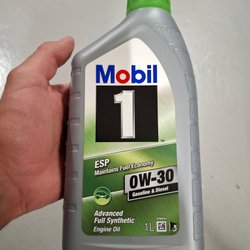 Mobil
1
ESP
Maintains Fuel Economy
0W-30
Gasoline & Diesel
Advanced
Full Synthetic
Engine Oil
1L